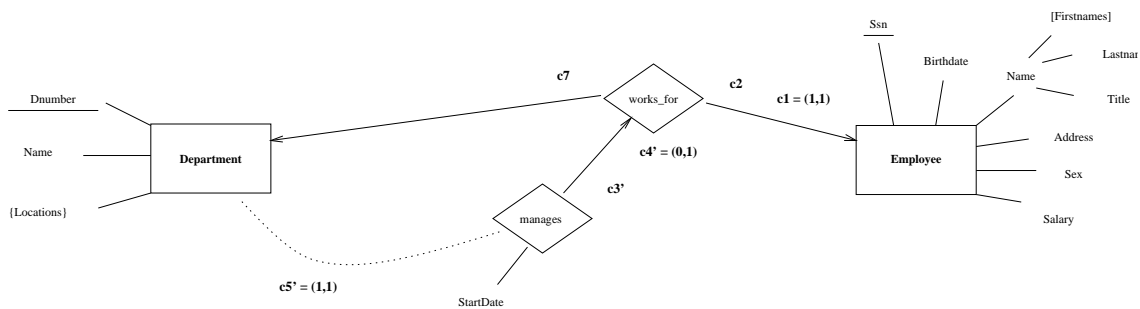 [Firstnames]
Ssn
Lastnar
Birthdate
Name
c7
c2
Title
Dnumber
works_for
c1 = (1,1)
Address
Name
Department
c4’ = (0,1)
Employee
Sex
c3’
{Locations}
manages
Salary
c5’ = (1,1)
StartDate